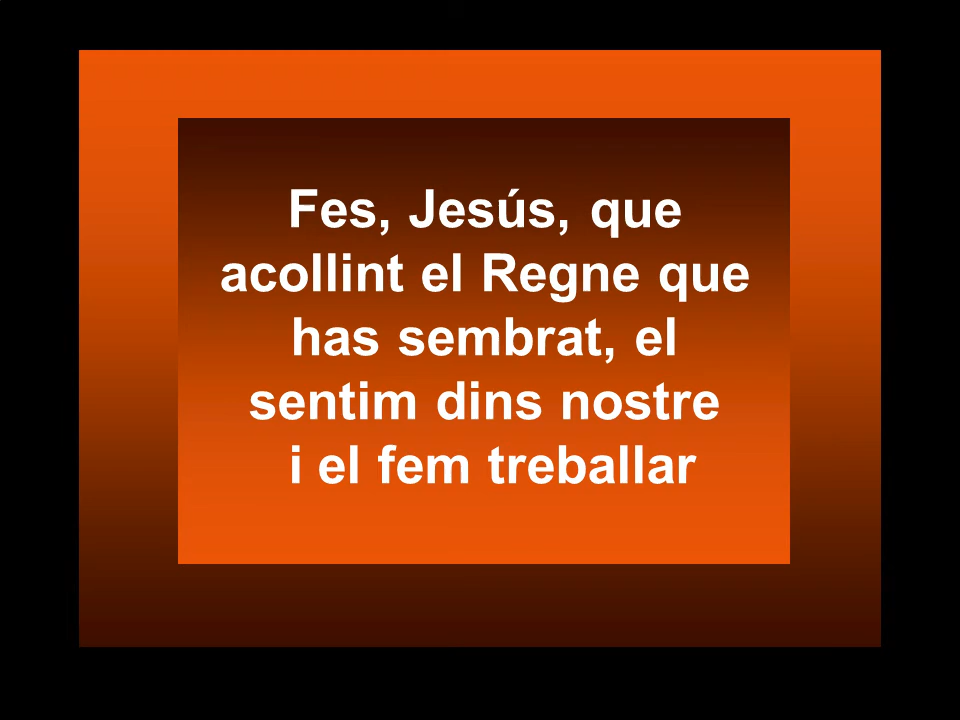 Fes, Jesús, que
acollint el Regne que
has sembrat, el
sentim dins nostre
i el fem treballar